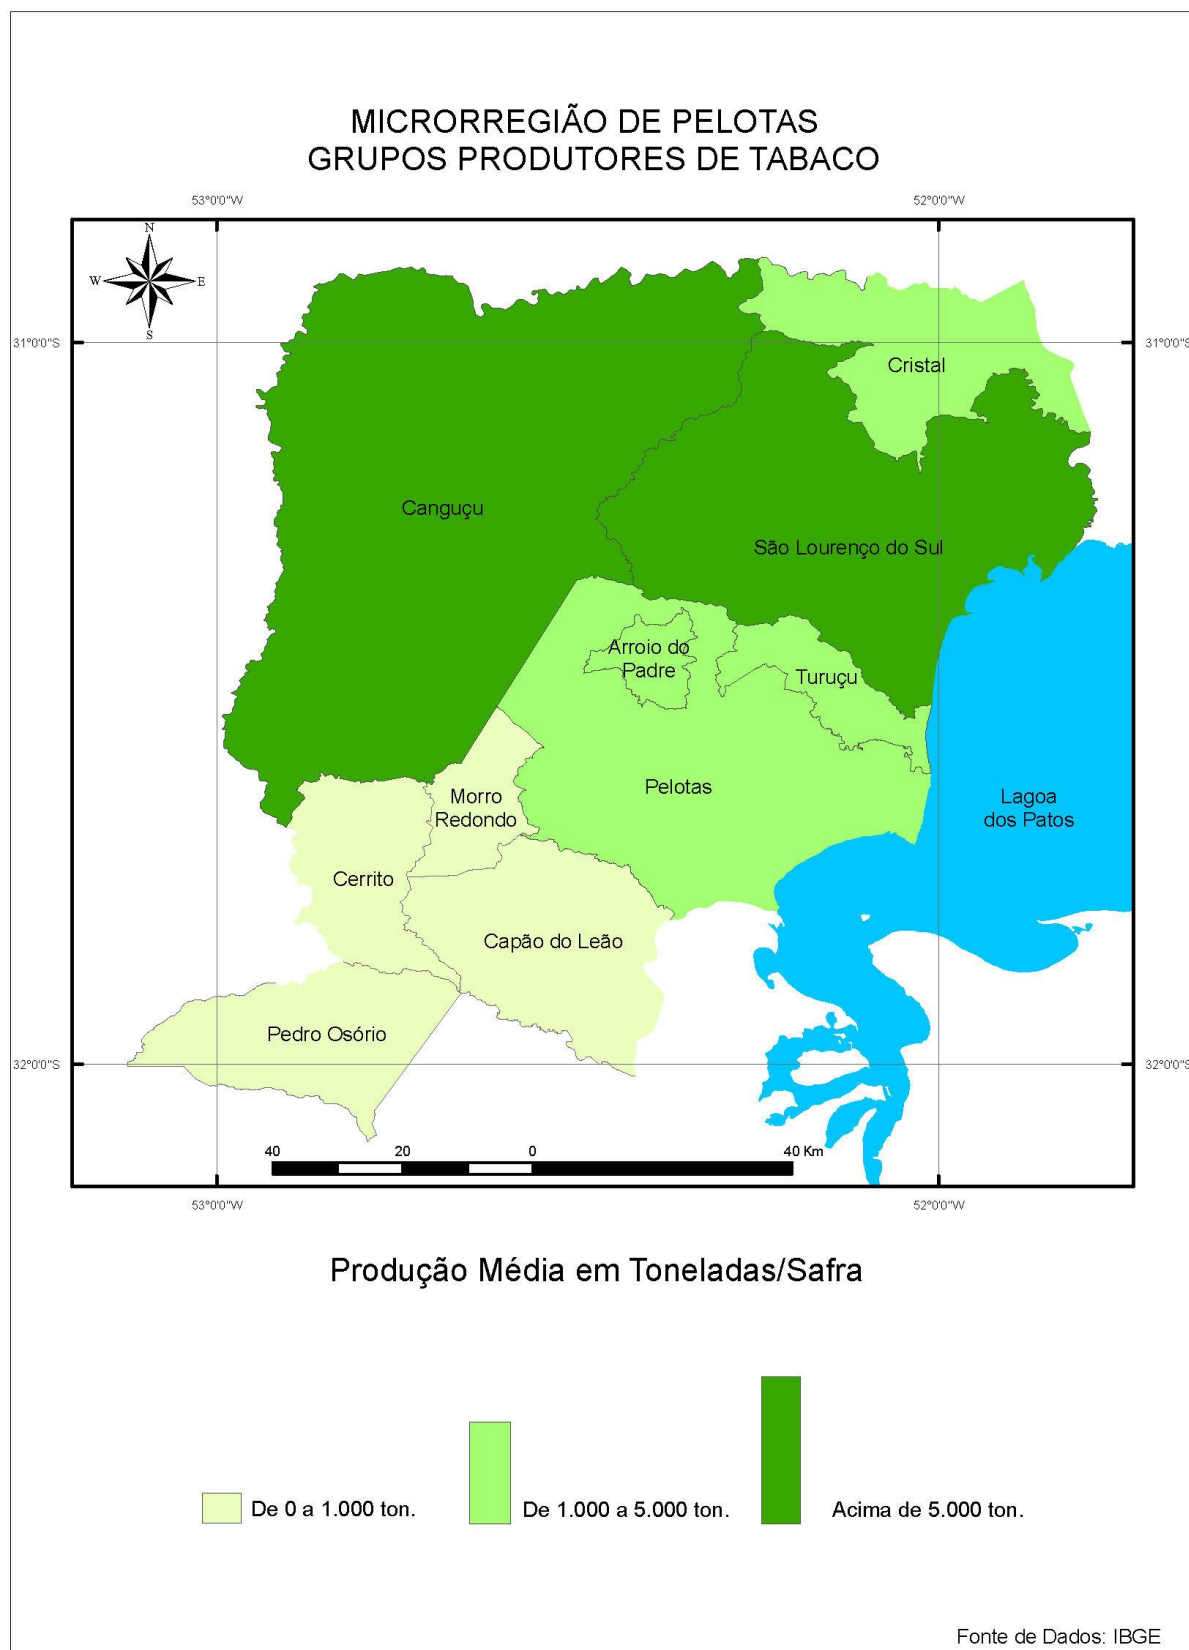 MICRORREGIÃO DE PELOTAS
GRUPOS PRODUTORES DE TABACO
53°0'0"W
52°0'0"W
N
W
E
S
31°0'0"S
31°0'0"S
Cristal
Canguçu
São Lourenço do Sul
Arroio do
Padre
Turuçu
Pelotas
Morro
Redondo
Lagoa
dos Patos
Cerrito
Capão do Leão
Pedro Osório
32°0'0"S
32°0'0"S
40
20
0
40 Km
53°0'0"W
52°0'0"W
Produção Média em Toneladas/Safra
De 0 a 1.000 ton.
De 1.000 a 5.000 ton.
Acima de 5.000 ton.
Fonte de Dados: IBGE